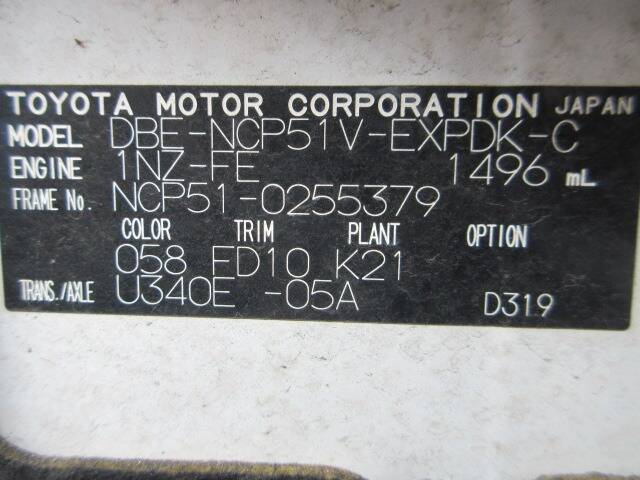 TOYOTA MOTOR CORPORATION JAPAN
MODEL DBE-NCP51V-EXPDK-C
ENGINE 1NZ-FE 1496 mL
FRAME No. NCP51-0255379
COLOR TRIM PLANT OPTION
058 FD10 K21
TRANS./AXLE U340E -05A D319